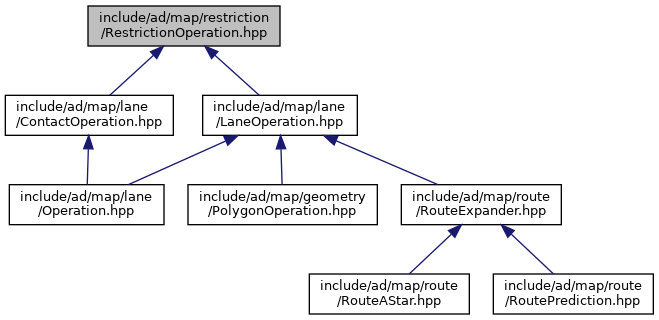 include/ad/map/restriction
/RestrictionOperation.hpp
include/ad/map/lane
/ContactOperation.hpp
include/ad/map/lane
/LaneOperation.hpp
include/ad/map/lane
/Operation.hpp
include/ad/map/geometry
/PolygonOperation.hpp
include/ad/map/route
/RouteExpander.hpp
include/ad/map/route
/RouteAStar.hpp
include/ad/map/route
/RoutePrediction.hpp